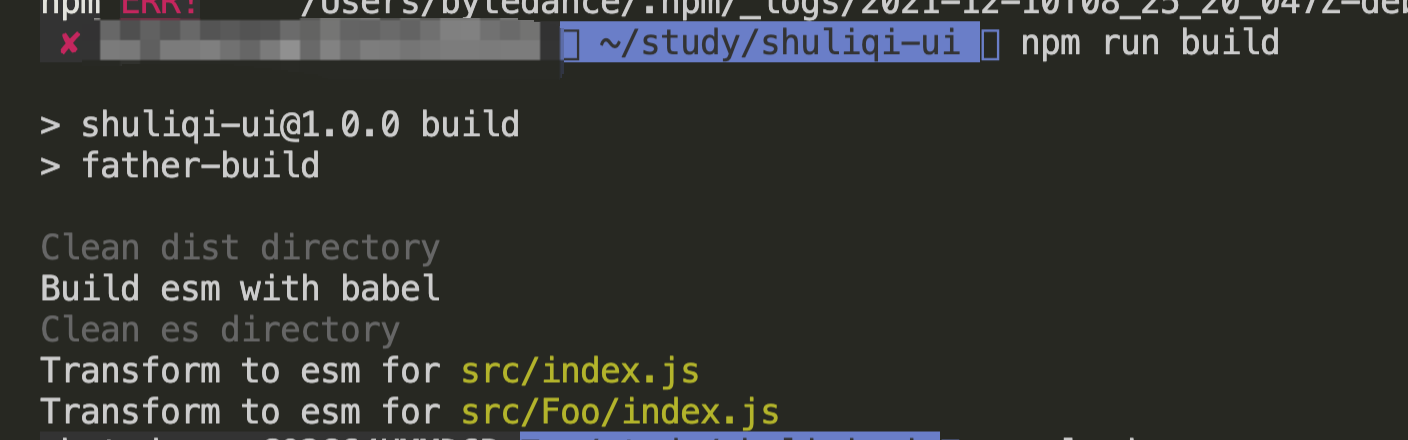 npm ERR! /Users/bytedance/.npm/_logs/2021-12-10T08_25_20_047Z-deb
✘ ~/study/shuliqi-ui npm run build
> shuliqi-ui@1.0.0 build
> father-build
Clean dist directory
Build esm with babel
Clean es directory
Transform to esm for src/index.js
Transform to esm for src/Foo/index.js